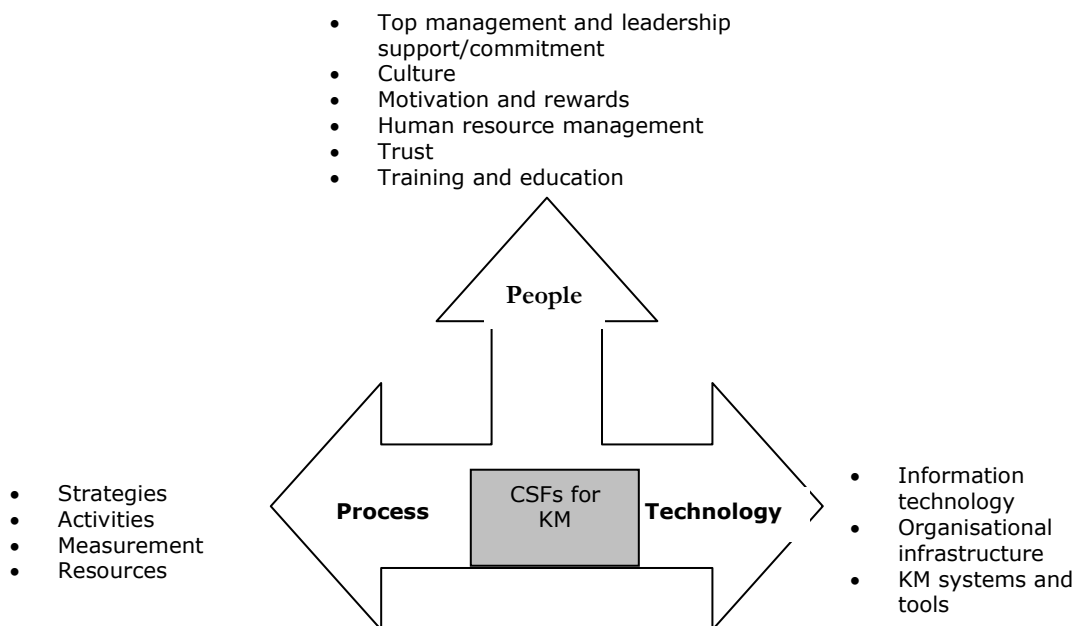 • Top management and leadership
support/commitment
• Culture
• Motivation and rewards
• Human resource management
• Trust
• Training and education
People
• Strategies
• Activities
• Measurement
• Resources
Process
CSFs for
KM
Technology
• Information
technology
• Organisational
infrastructure
• KM systems and
tools